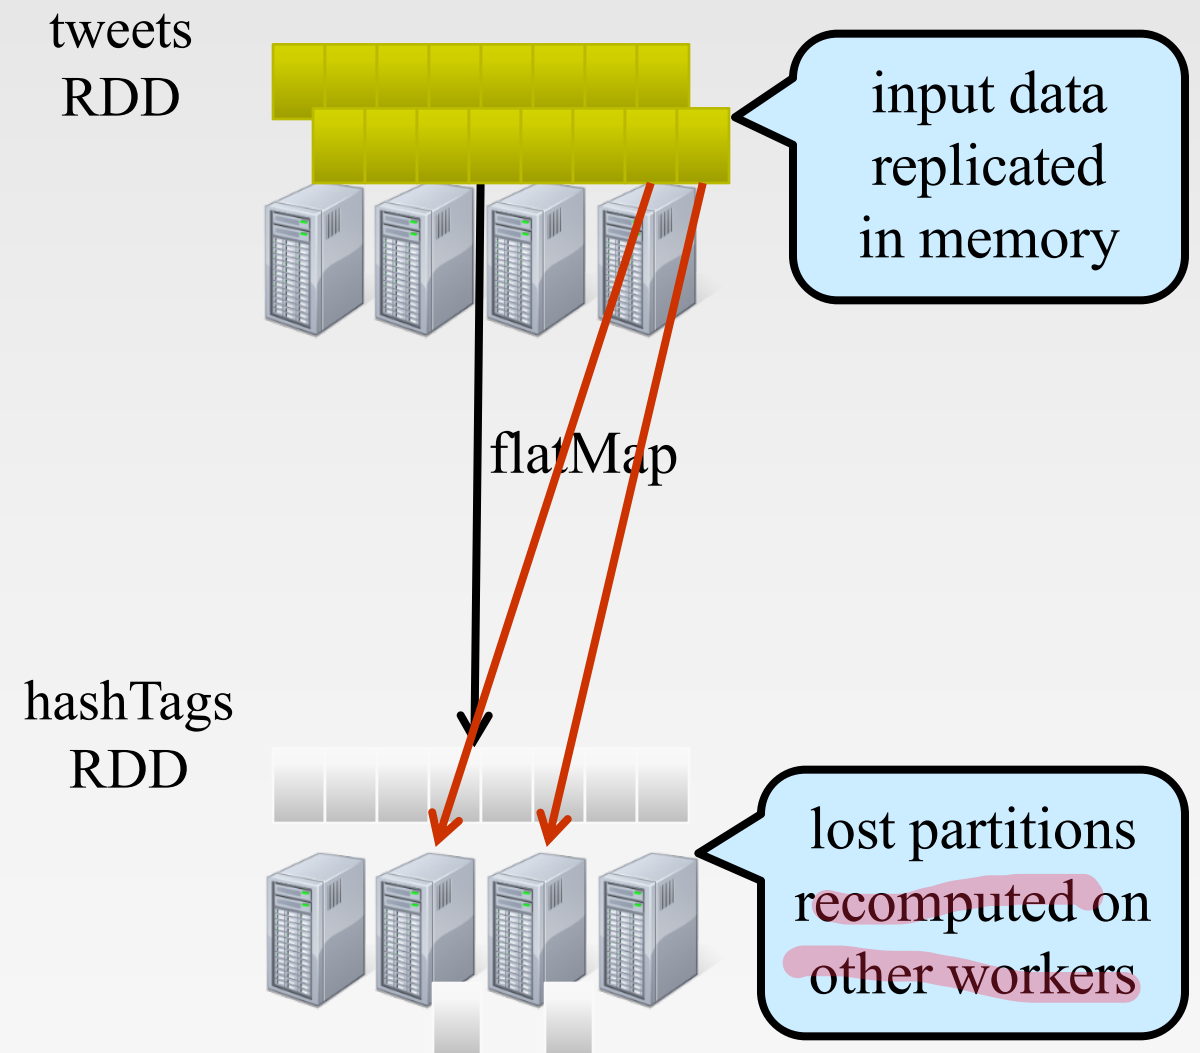 tweets
RDD
input data
replicated
in memory
flatMap
hashTags
RDD
lost partitions
recomputed on
other workers